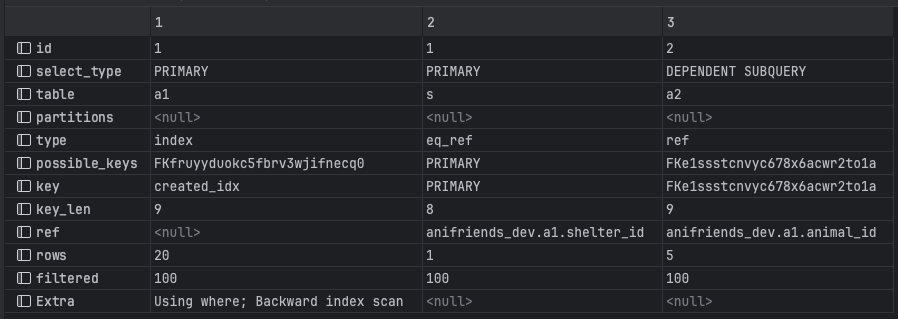 1 2 3
id 1 1 2
select_type PRIMARY PRIMARY DEPENDENT SUBQUERY
table a1 s a2
partitions <null> <null> <null>
type index eq_ref ref
possible_keys FKfruyyduokc5fbrv3wjifnecq0 PRIMARY FKe1ssstcnvyc678x6acwr2to1a
key created_idx PRIMARY FKe1ssstcnvyc678x6acwr2to1a
key_len 9 8 9
ref <null> anifriends_dev.a1.shelter_id anifriends_dev.a1.animal_id
rows 20 1 5
filtered 100 100 100
Extra Using where; Backward index scan <null> <null>